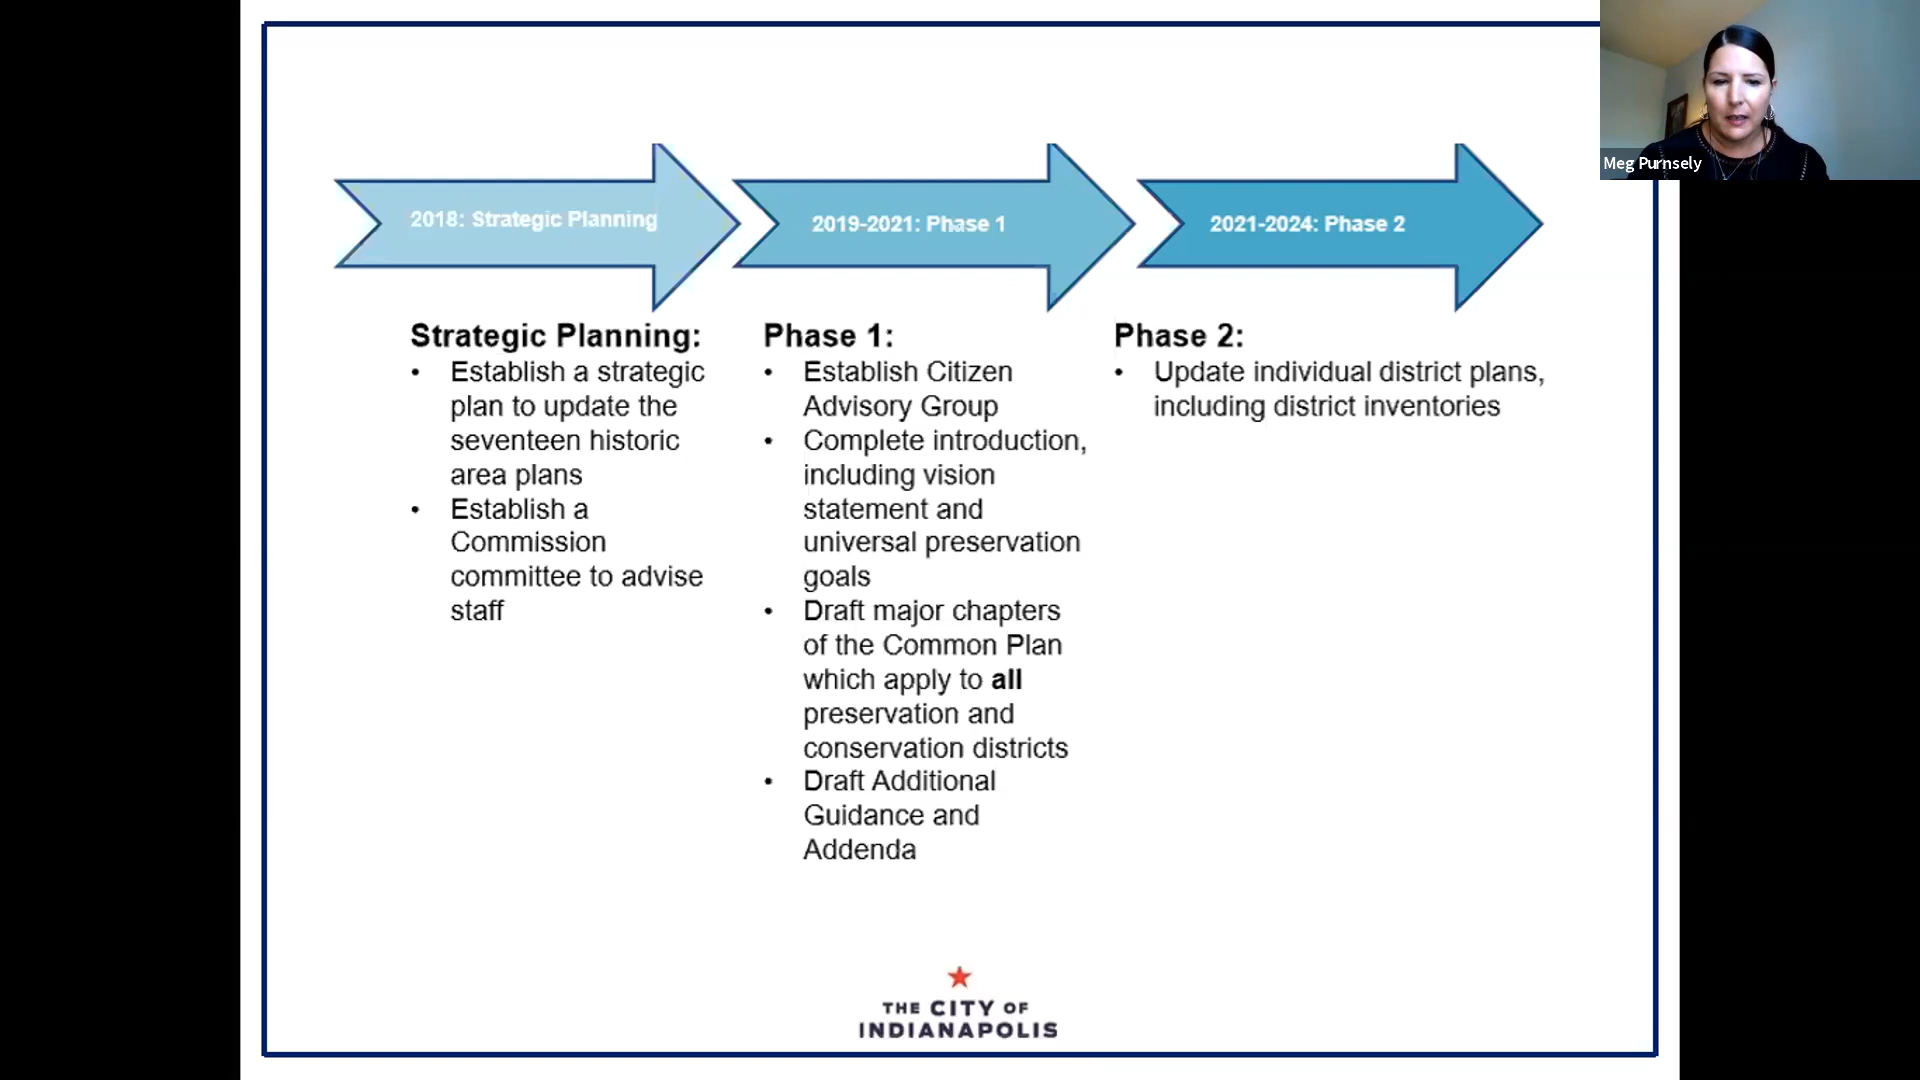 Meg Purnsely
2018: Strategic Planning
2019-2021: Phase 1
2021-2024: Phase 2
Strategic Planning:
• Establish a strategic
plan to update the
seventeen historic
area plans
• Establish a
Commission
committee to advise
staff
Phase 1:
• Establish Citizen
Advisory Group
• Complete introduction,
including vision
statement and
universal preservation
goals
• Draft major chapters
of the Common Plan
which apply to all
preservation and
conservation districts
• Draft Additional
Guidance and
Addenda
Phase 2:
• Update individual district plans,
including district inventories
THE CITY OF
INDIANAPOLIS